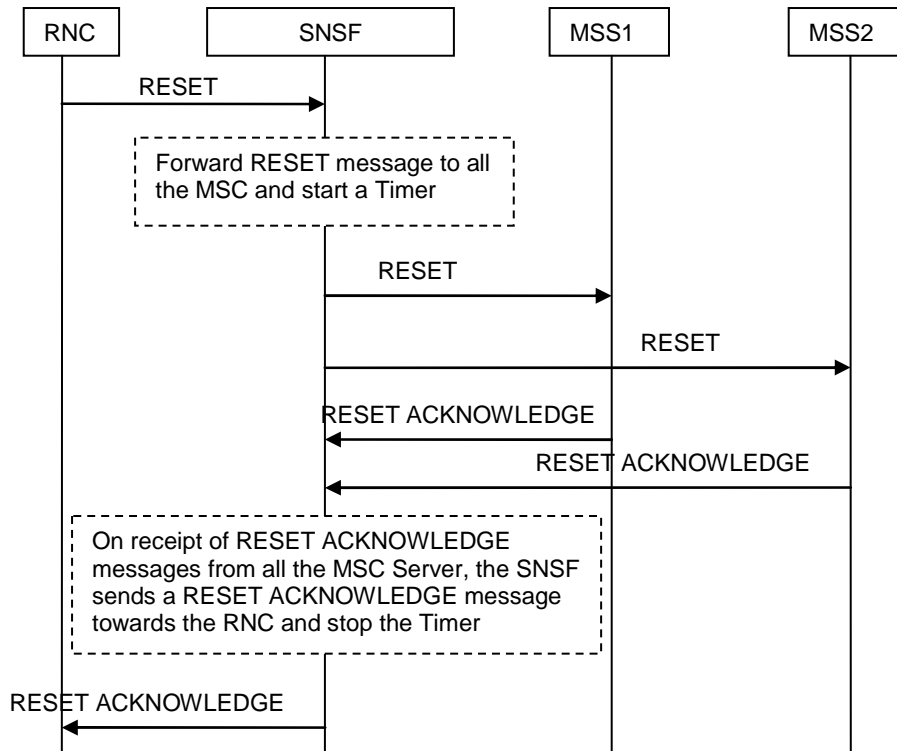 RNC
SNSF
MSS1
MSS2
RESET
Forward RESET message to all
the MSC and start a Timer
RESET
RESET
RESET ACKNOWLEDGE
RESET ACKNOWLEDGE
On receipt of RESET ACKNOWLEDGE
messages from all the MSC Server, the SNSF
sends a RESET ACKNOWLEDGE message
towards the RNC and stop the Timer
RESET ACKNOWLEDGE